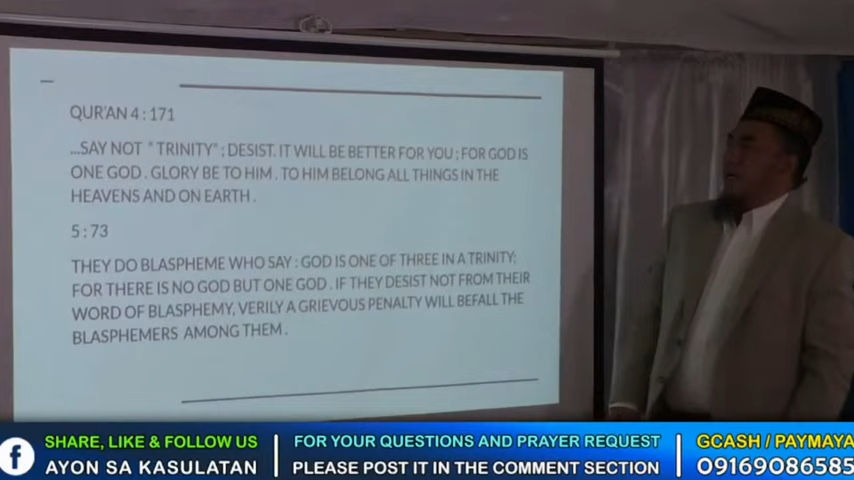 QUR'AN 4 : 171
...SAY NOT " TRINITY" ; DESIST. IT WILL BE BETTER FOR YOU ; FOR GOD IS
ONE GOD . GLORY BE TO HIM . TO HIM BELONG ALL THINGS IN THE
HEAVENS AND ON EARTH .
5 : 73
THEY DO BLASPHEME WHO SAY : GOD IS ONE OF THREE IN A TRINITY;
FOR THERE IS NO GOD BUT ONE GOD . IF THEY DESIST NOT FROM THEIR
WORD OF BLASPHEMY, VERILY A GRIEVOUS PENALTY WILL BEFALL THE
BLASPHEMERS AMONG THEM .
SHARE, LIKE & FOLLOW US
AYON SA KASULATAN
FOR YOUR QUESTIONS AND PRAYER REQUEST
PLEASE POST IT IN THE COMMENT SECTION
GCASH / PAYMAYA
09169086585